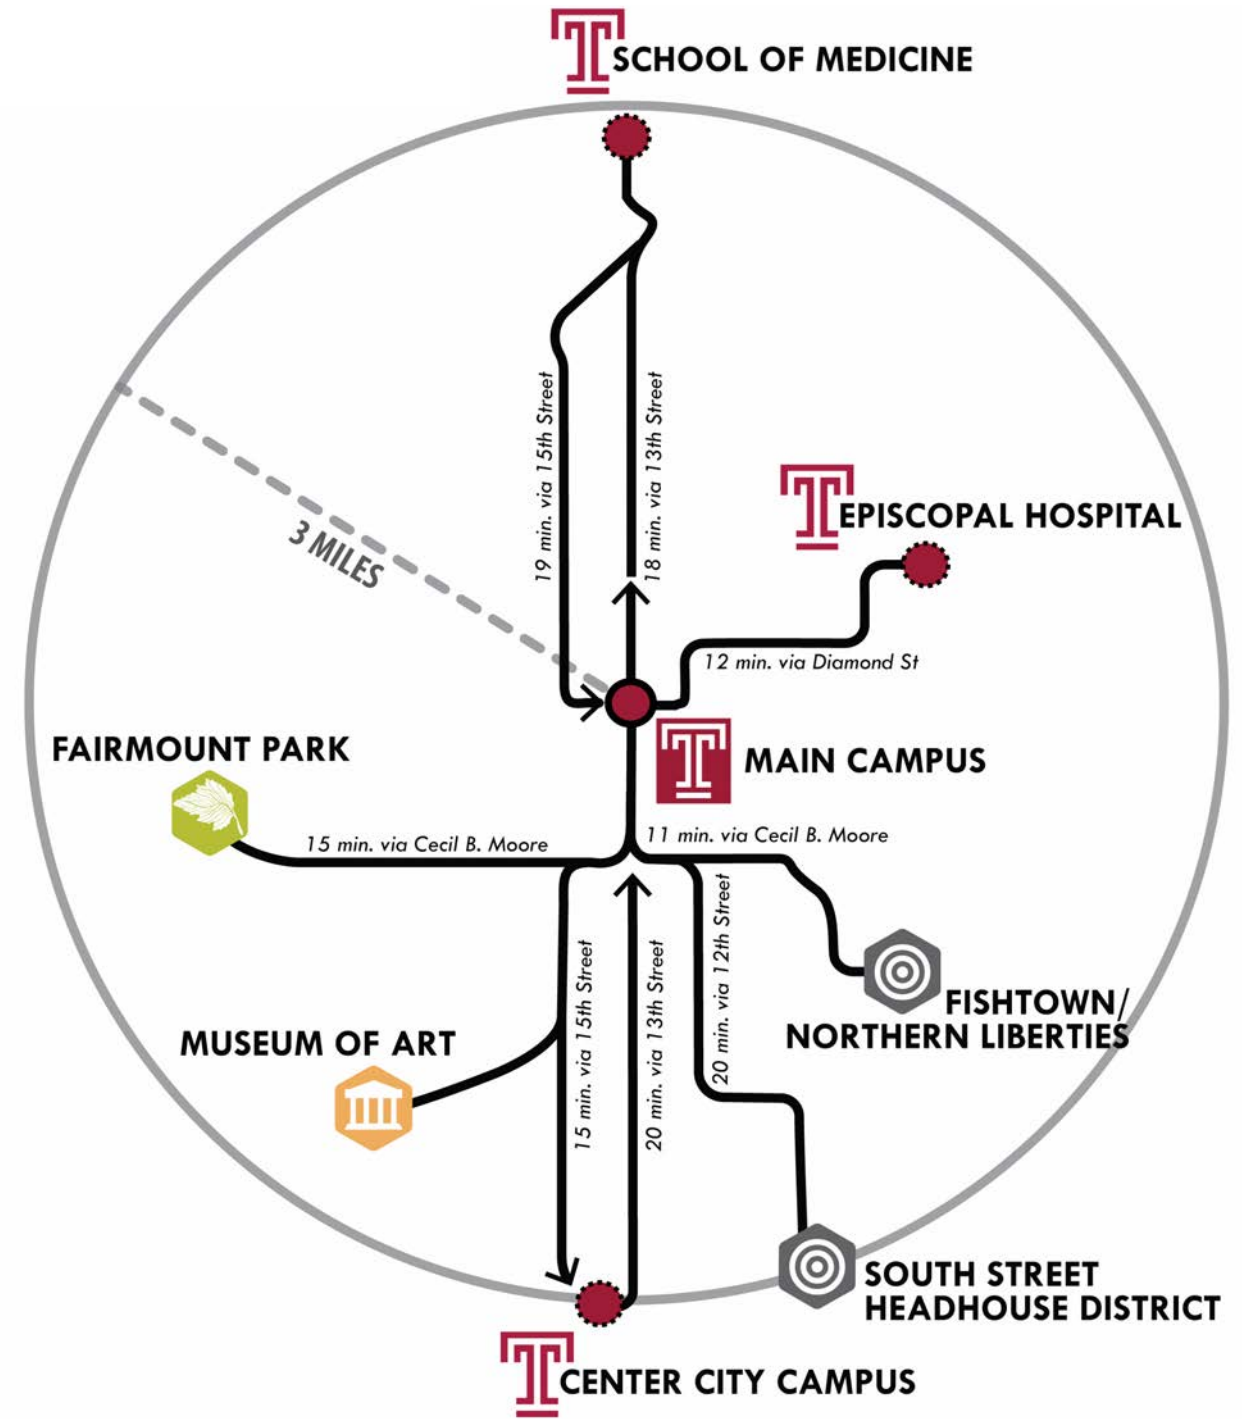 SCHOOL OF MEDICINE
19 min. via 15th Street
18 min. via 13th Street
3 MILES
EPISCOPAL HOSPITAL
12 min. via Diamond St
FAIRMOUNT PARK
MAIN CAMPUS
15 min. via Cecil B. Moore
11 min. via Cecil B. Moore
15 min. via 15th Street
20 min. via 13th Street
20 min. via 12th Street
FISHTOWN/
NORTHERN LIBERTIES
MUSEUM OF ART
SOUTH STREET
HEADHOUSE DISTRICT
CENTER CITY CAMPUS